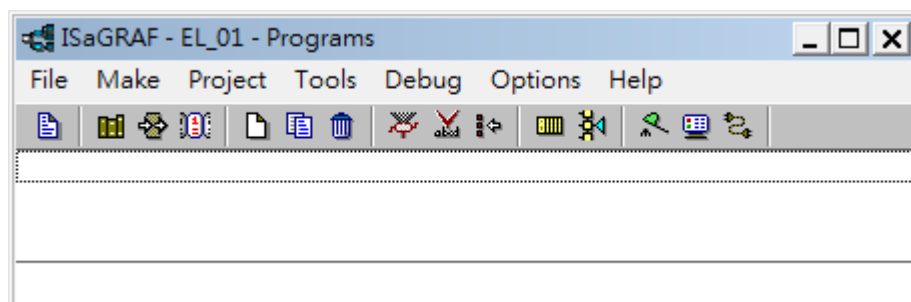 ISaGRAF - EL_01 - Programs
File Make Project Tools Debug Options Help